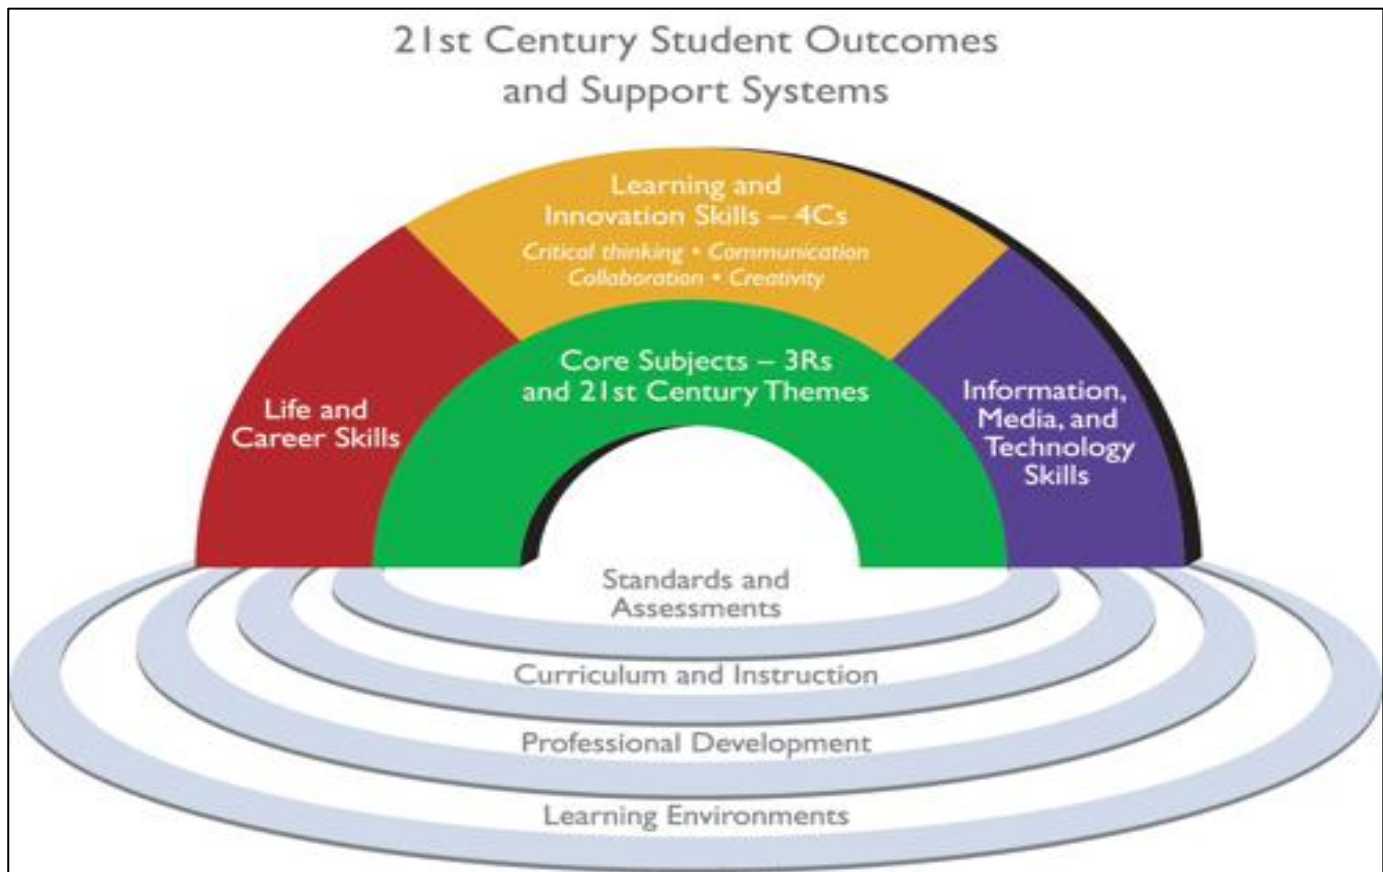 21st Century Student Outcomes
and Support Systems
Learning and
Innovation Skills – 4Cs
Critical thinking • Communication
Collaboration • Creativity
Core Subjects – 3Rs
and 21st Century Themes
Life and
Career Skills
Information,
Media, and
Technology
Skills
Standards and
Assessments
Curriculum and Instruction
Professional Development
Learning Environments